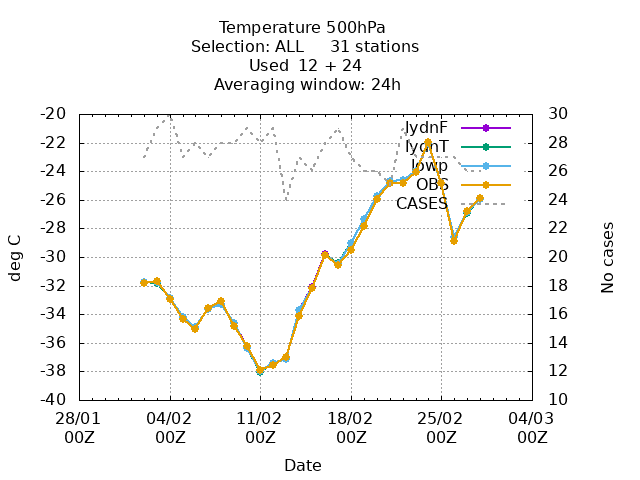 Temperature 500hPa
Selection: ALL 31 stations
Used 12 + 24
Averaging window: 24h
-20 30
lydnF
-22 28
lydnT
-24 26
lowp
OBS
-26 24
CASES
-28 22
-30 20
-32 18
-34 16
-36 14
-38 12
-40 10
deg C
No cases
28/01 04/02 11/02 18/02 25/02 04/03
00Z 00Z 00Z 00Z 00Z 00Z
Date